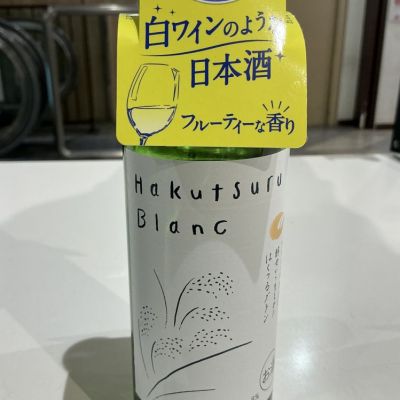 白ワインのような
日本酒
フルーティーな香り
Hakutsuru
Blanc